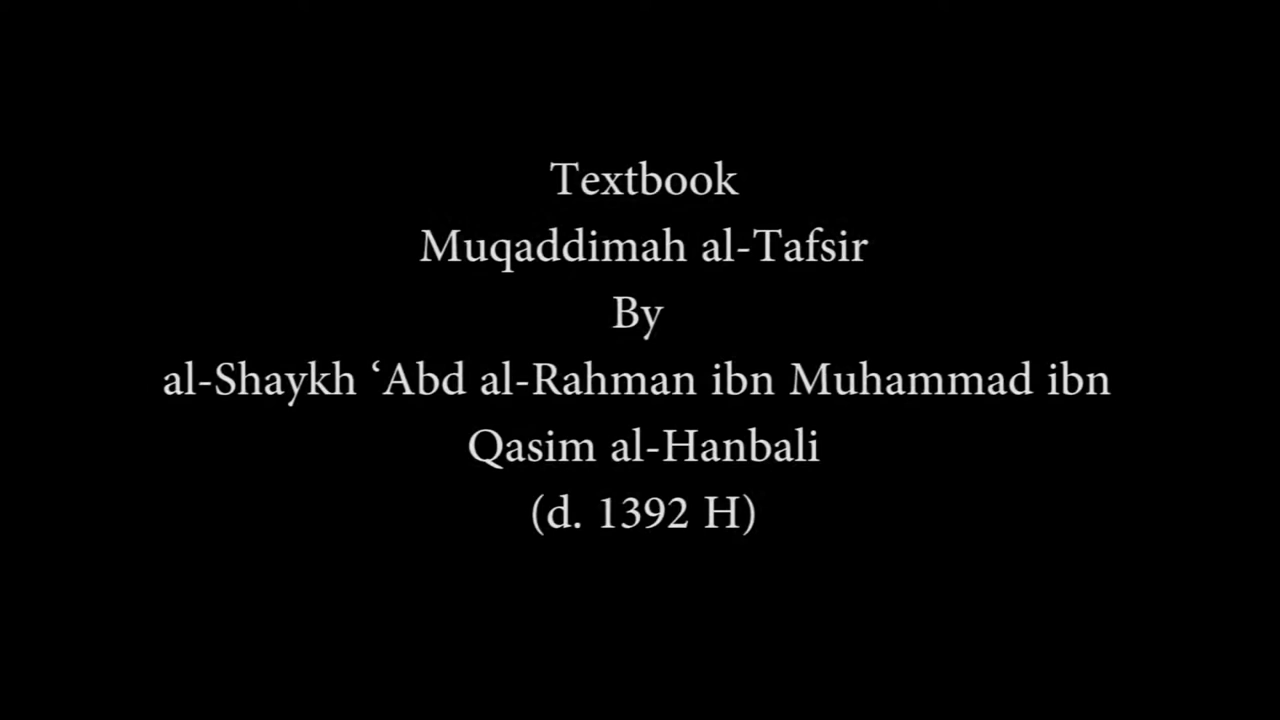 Textbook
Muqaddimah al-Tafsir
By
al-Shaykh ‘Abd al-Rahman ibn Muhammad ibn
Qasim al-Hanbali
(d. 1392 H)